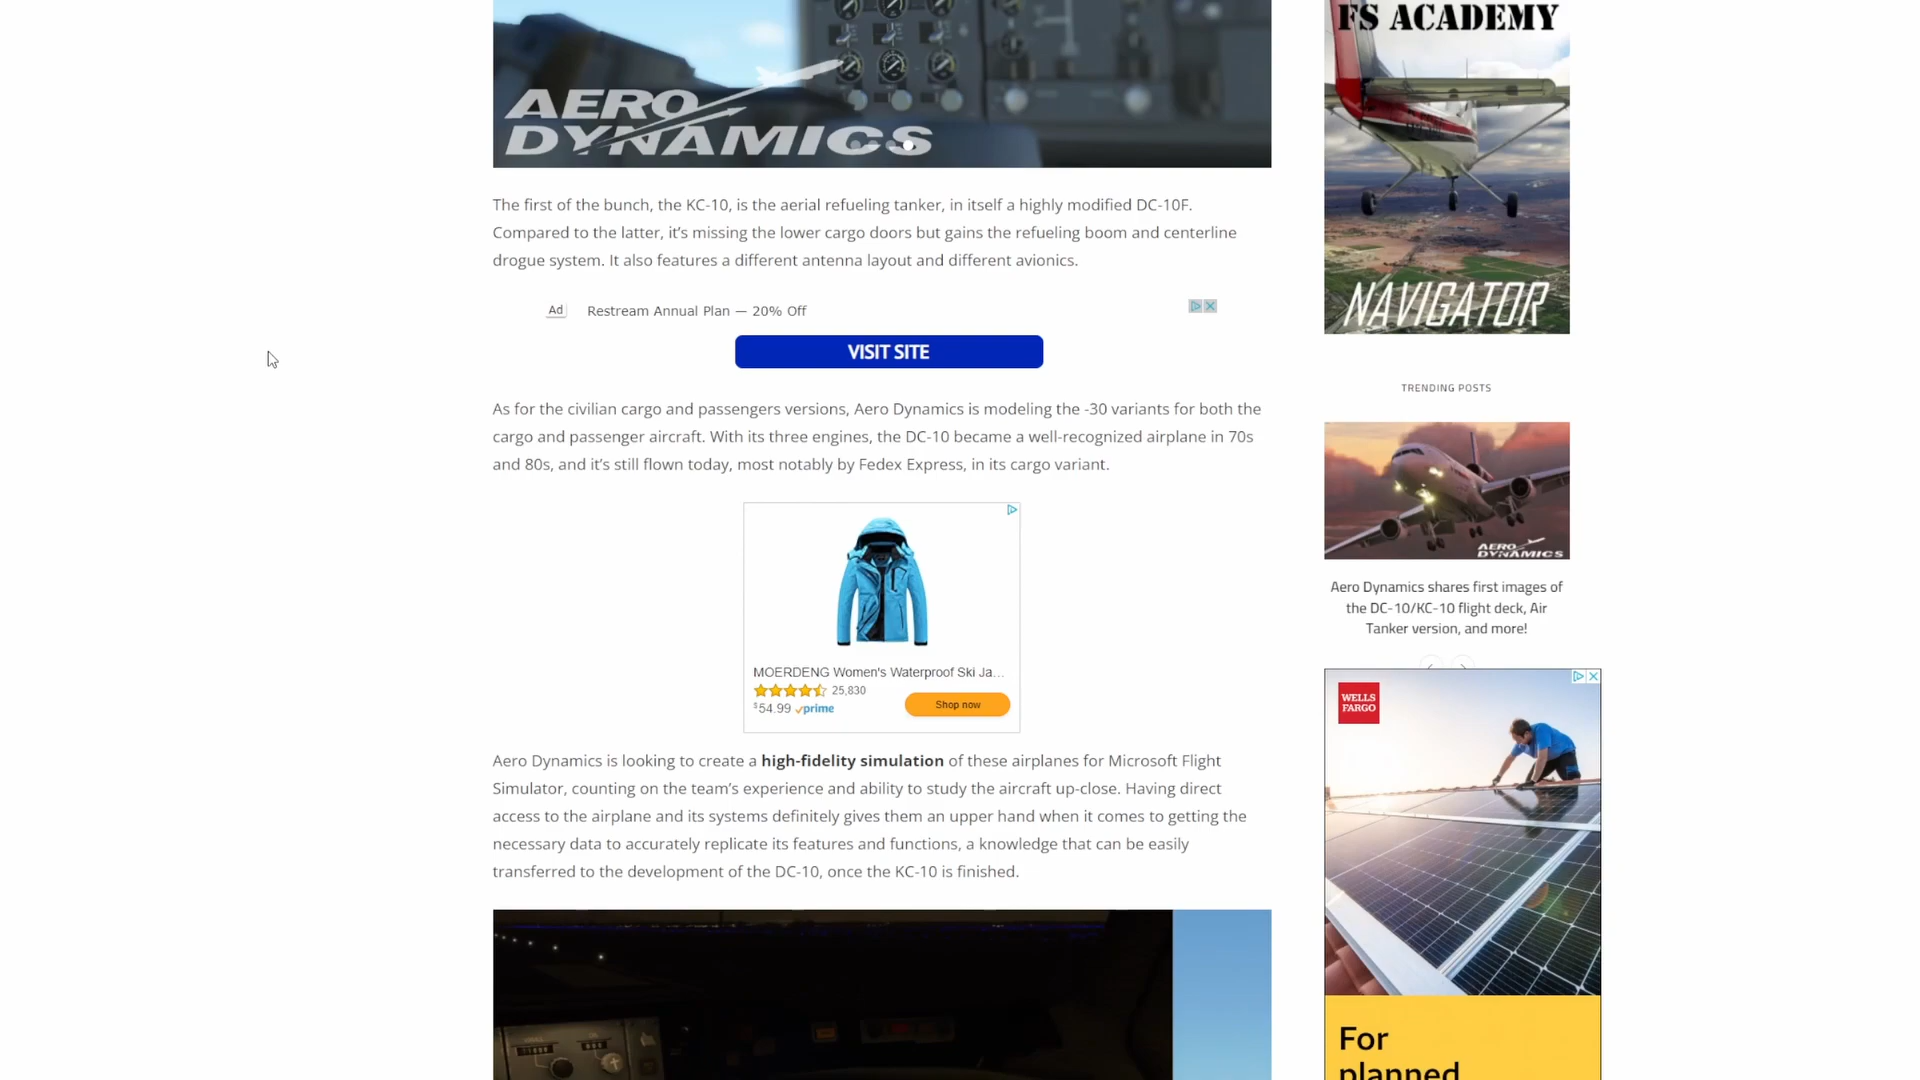 AERO
DYNAMICS
The first of the bunch, the KC-10, is the aerial refueling tanker, in itself a highly modified DC-10F.
Compared to the latter, it’s missing the lower cargo doors but gains the refueling boom and centerline
drogue system. It also features a different antenna layout and different avionics.
Ad
Restream Annual Plan — 20% Off
VISIT SITE
As for the civilian cargo and passengers versions, Aero Dynamics is modeling the -30 variants for both the
cargo and passenger aircraft. With its three engines, the DC-10 became a well-recognized airplane in 70s
and 80s, and it’s still flown today, most notably by Fedex Express, in its cargo variant.
MOERDENG Women's Waterproof Ski Ja...
25,830
$54.99 prime
Shop now
Aero Dynamics is looking to create a high-fidelity simulation of these airplanes for Microsoft Flight
Simulator, counting on the team’s experience and ability to study the aircraft up-close. Having direct
access to the airplane and its systems definitely gives them an upper hand when it comes to getting the
necessary data to accurately replicate its features and functions, a knowledge that can be easily
transferred to the development of the DC-10, once the KC-10 is finished.
FS ACADEMY
NAVIGATOR
TRENDING POSTS
AERO
DYNAMICS
Aero Dynamics shares first images of
the DC-10/KC-10 flight deck, Air
Tanker version, and more!
WELLS
FARGO
For
planned